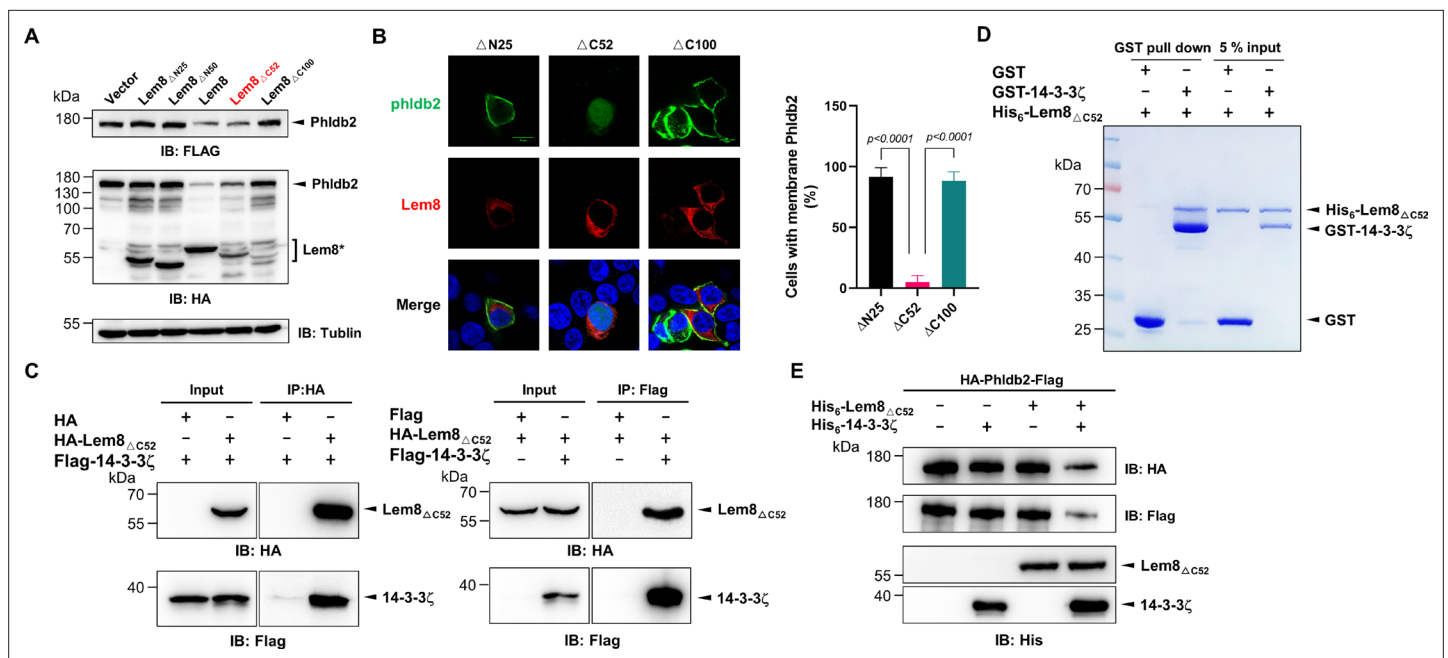 A
kDa
Vector
Lem8△N25
Lem8△N50
Lem8
Lem8△C52
Lem8△C100
180
Phldb2
IB: FLAG
180
130
100
70
55
Phldb2
Lem8*
IB: HA
55
IB: Tublin
B
△N25 △C52 △C100
phldb2
Lem8
Merge
Cells with membrane Phldb2
(%)
150
100
50
0
p<0.0001 p<0.0001
ΔN25
ΔC52
ΔC100
C
Input IP:HA
HA + – + –
HA-Lem8△C52 – + – +
Flag-14-3-3ζ + + + +
kDa
70
55
Lem8△C52
IB: HA
40
14-3-3ζ
IB: Flag
Input IP: Flag
Flag + – + –
HA-Lem8△C52 + + + +
Flag-14-3-3ζ – + – +
kDa
70
55
Lem8△C52
IB: HA
40
14-3-3ζ
IB: Flag
D
GST pull down 5 % input
GST + – + –
GST-14-3-3ζ – + – +
His6-Lem8△C52 + + + +
kDa
70
55
40
35
25
His6-Lem8△C52
GST-14-3-3ζ
GST
E
HA-Phldb2-Flag
His6-Lem8△C52 – – + +
His6-14-3-3ζ – + – +
kDa
180
IB: HA
180
IB: Flag
55
Lem8△C52
40
14-3-3ζ
IB: His